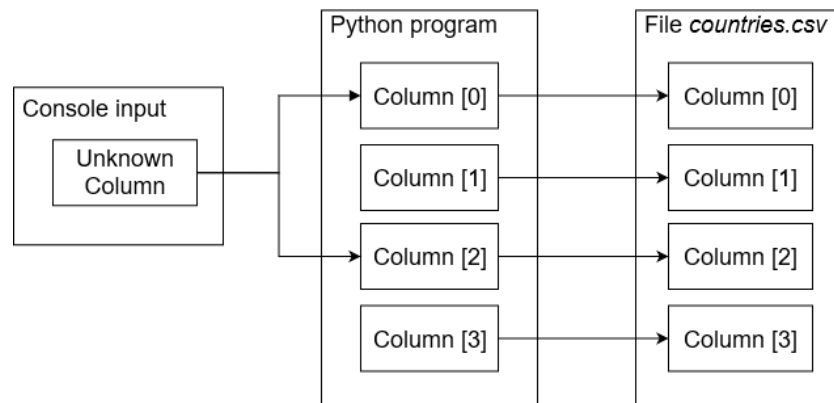 Console input
Unknown
Column
Python program
Column [0]
Column [1]
Column [2]
Column [3]
File countries.csv
Column [0]
Column [1]
Column [2]
Column [3]